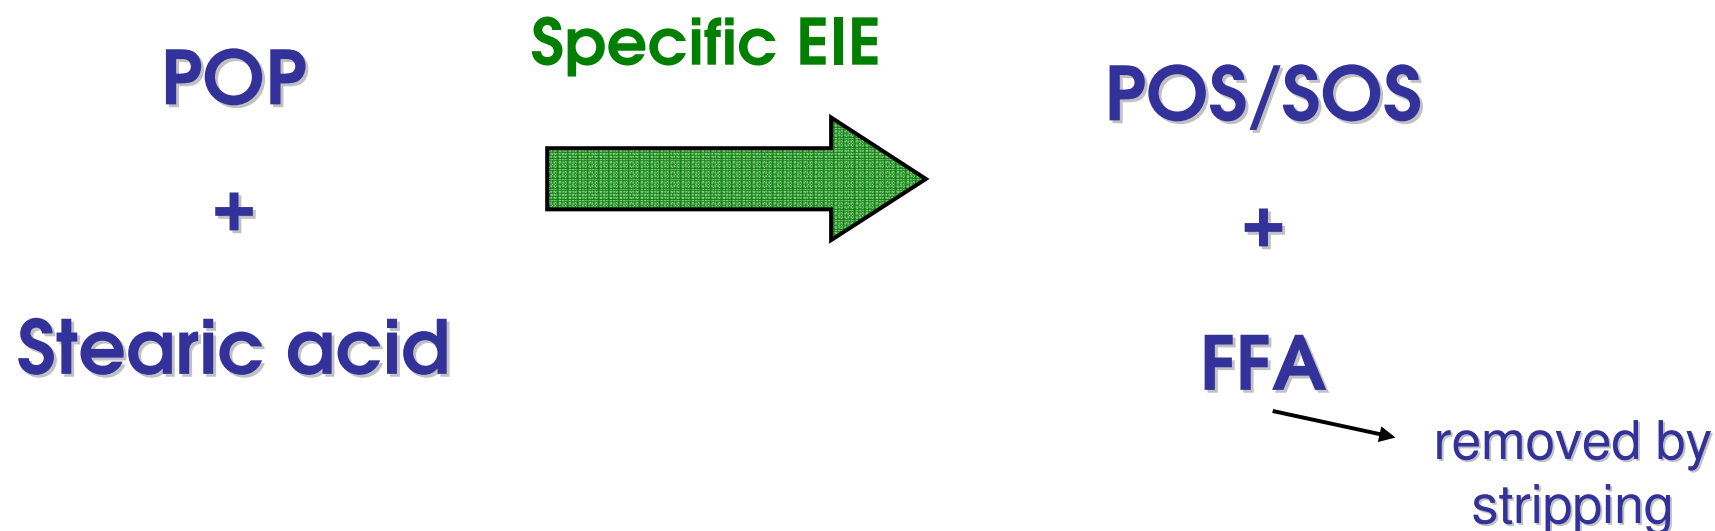 Specific EIE
POP
+
Stearic acid
POS/SOS
+
FFA
removed by
stripping